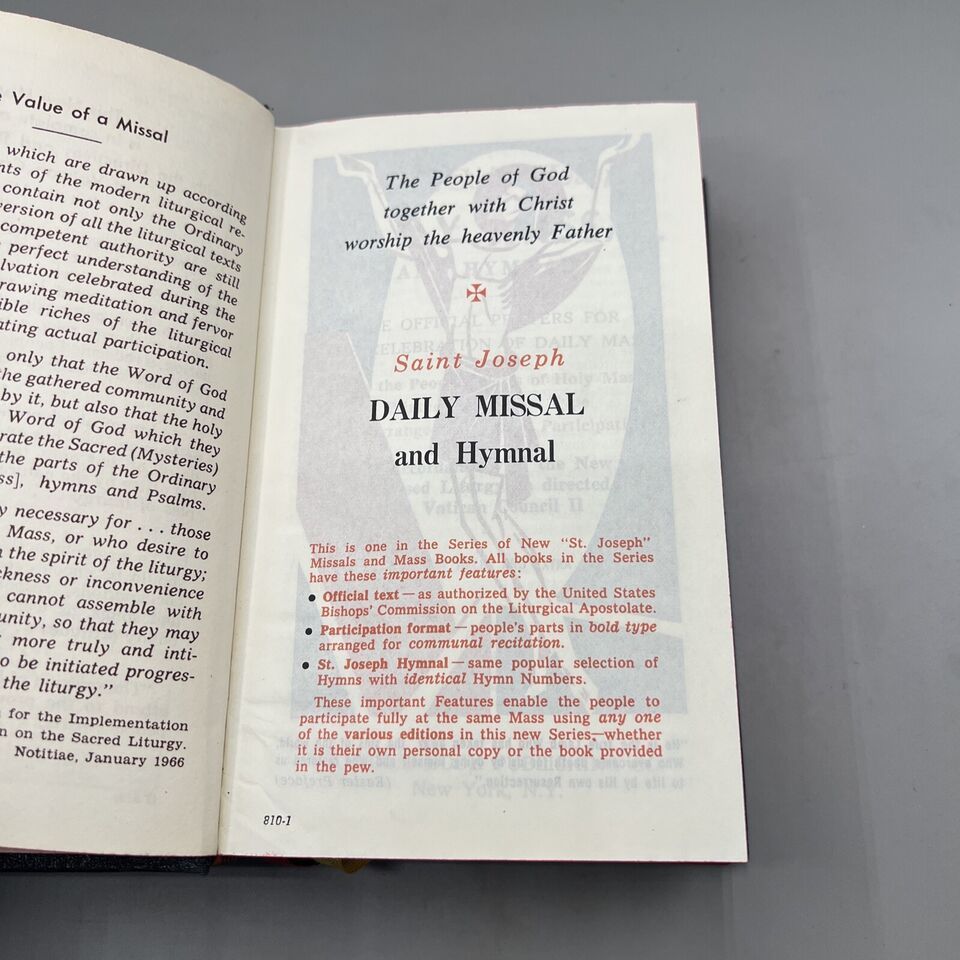 Value of a Missal
which are drawn up according
of the modern liturgical re-
contain not only the Ordinary
version of all the liturgical texts
competent authority are still
perfect understanding of the
celebrated during the
drawing meditation and fervor
riches of the liturgical
actual participation.
only that the Word of God
the gathered community and
by it, but also that the holy
Word of God which they
the Sacred (Mysteries)
the parts of the Ordinary
hymns and Psalms.
necessary for . . . those
Mass, or who desire to
the spirit of the liturgy;
or inconvenience
cannot assemble with
so that they may
more truly and inti-
to be initiated progres-
the liturgy."
for the Implementation
on the Sacred Liturgy.
Notitiae, January 1966
The People of God
together with Christ
worship the heavenly Father
Saint Joseph
DAILY MISSAL
and Hymnal
This is one in the Series of New "St. Joseph"
Missals and Mass Books. All books in the Series
have these important features:
• Official text — as authorized by the United States
Bishops' Commission on the Liturgical Apostolate.
• Participation format — people's parts in bold type
arranged for communal recitation.
• St. Joseph Hymnal — same popular selection of
Hymns with identical Hymn Numbers.
These important Features enable the people to
participate fully at the same Mass using any one
of the various editions in this new Series, — whether
it is their own personal copy or the book provided
in the pew.
810-1